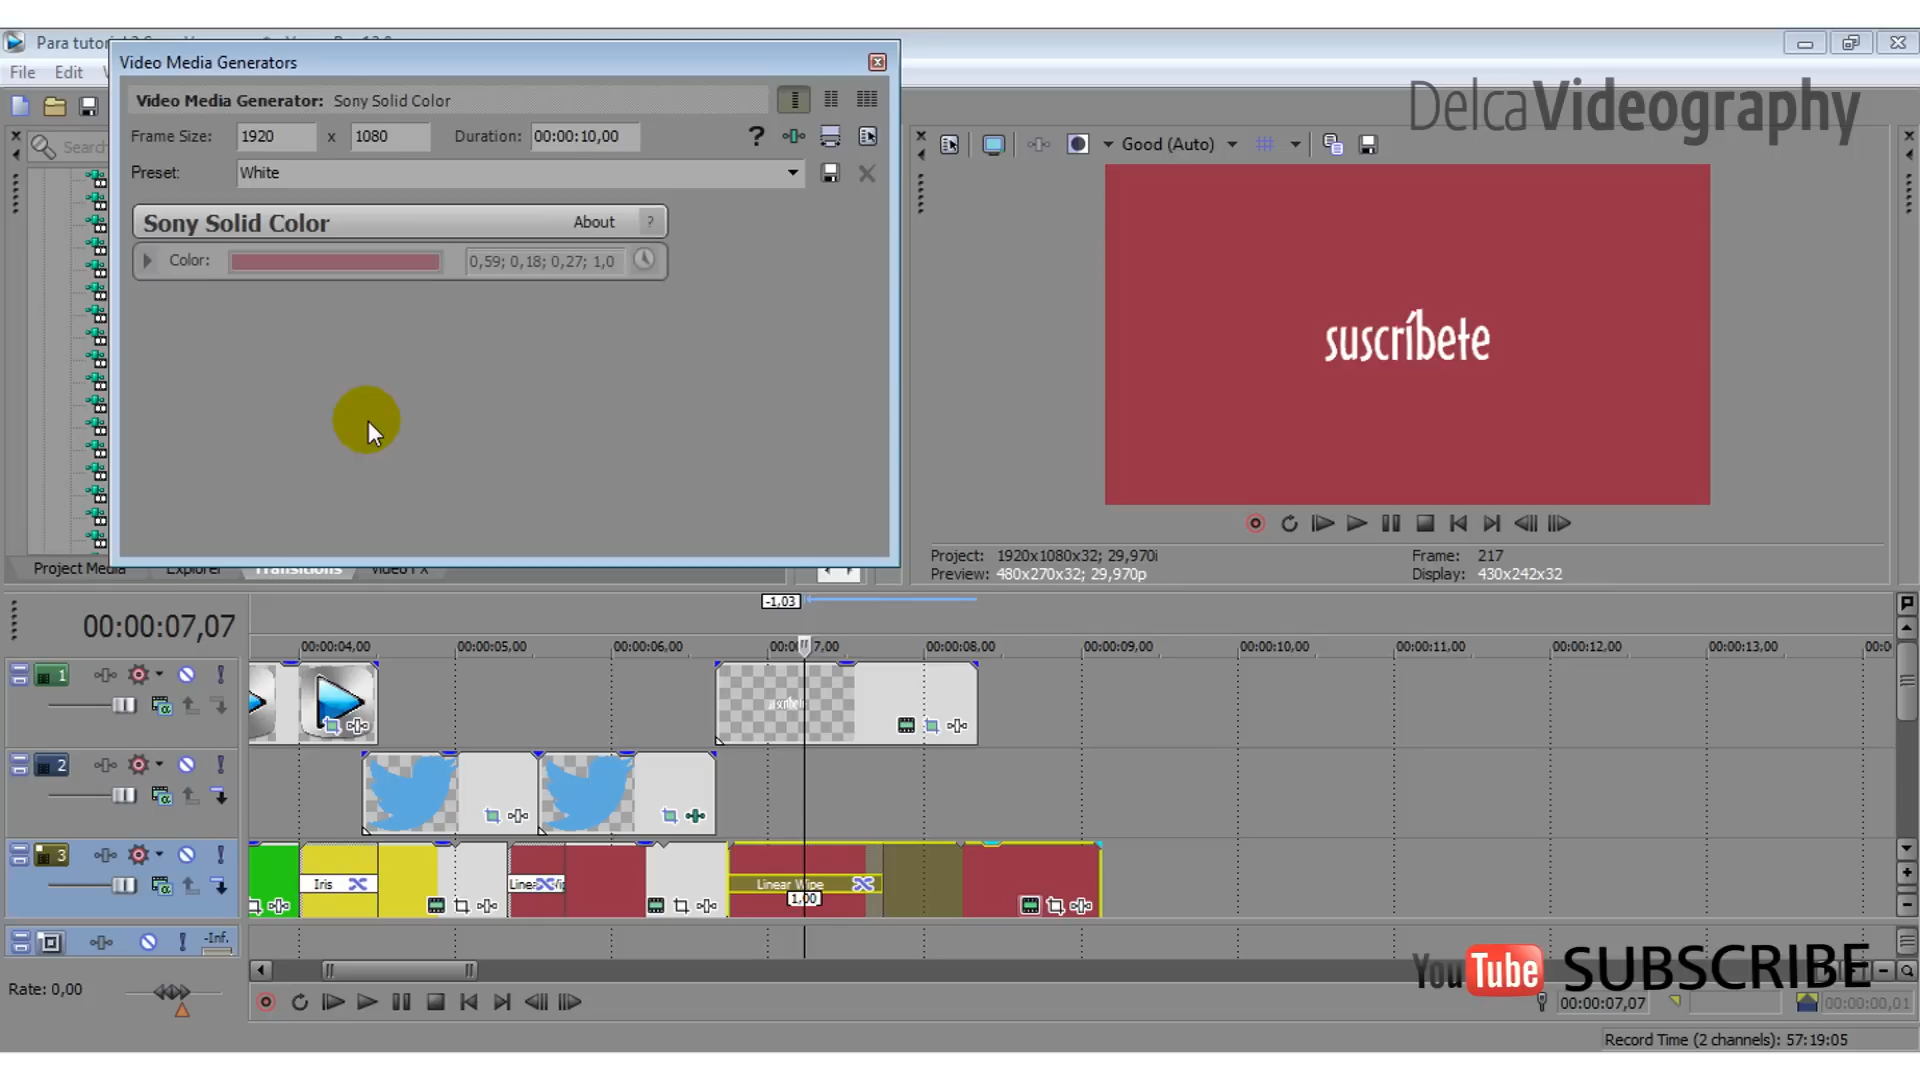 Para tutori
Video Media Generators
File Edit
Video Media Generator: Sony Solid Color
DelcaVideography
Frame Size: 1920 x 1080 Duration: 00:00:10,00
Search
Good (Auto)
Preset: White
Sony Solid Color About ?
Color: 0,59; 0,18; 0,27; 1,0
suscríbete
Project: 1920x1080x32; 29,970i Frame: 217
Preview: 480x270x32; 29,970p Display: 430x242x32
Project Media Explorer Transitions Video FX
-1,03
00:00:07,07
00:00:04,00 00:00:05,00 00:00:06,00 7,00 00:00:08,00 00:00:09,00 00:00:10,00 00:00:11,00 00:00:12,00 00:00:13,00 00:0
1
suscríbete
2
3
Iris Linear Wipe
1,00
-Inf.
YouTube SUBSCRIBE
Rate: 0,00
00:00:07,07 00:00:00,01
Record Time (2 channels): 57:19:05